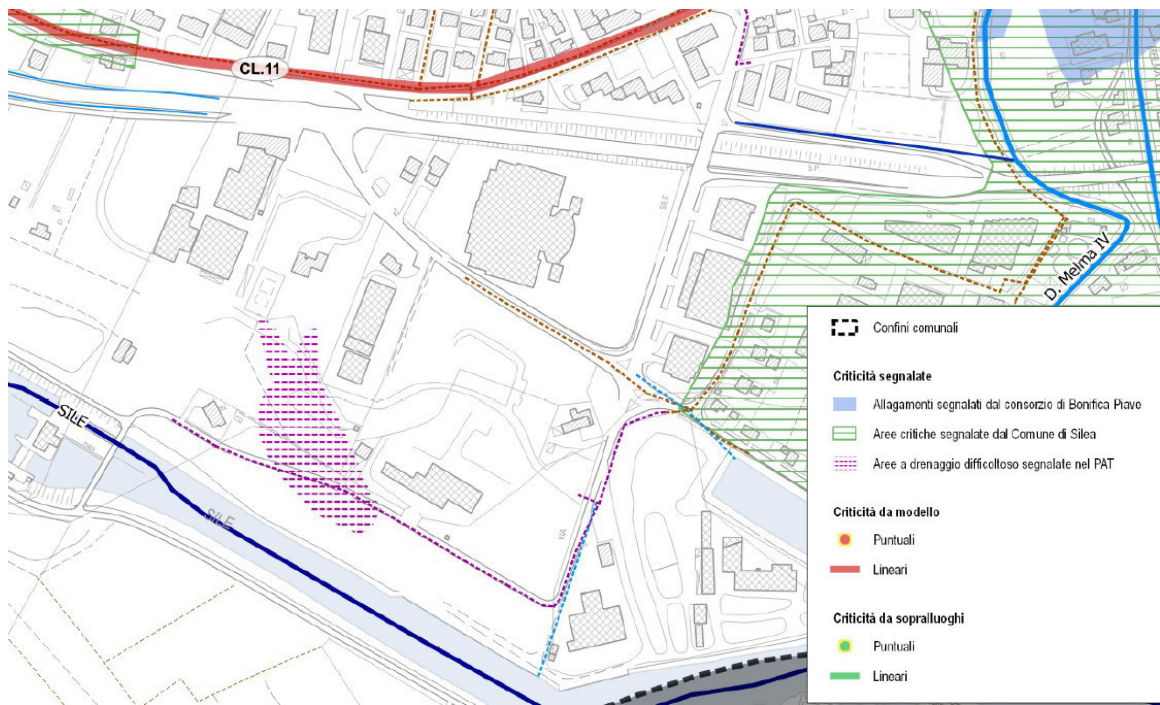 CL.11
SILE
S.P
D. Melma IV
SILE
SILE
VIA
Confini comunali
Criticità segnalate
Allagamenti segnalati dal consorzio di Bonifica Piave
Aree critiche segnalate dal Comune di Silea
Aree a drenaggio difficoltoso segnalate nel PAT
Criticità da modello
Puntuali
Lineari
Criticità da sopralluoghi
Puntuali
Lineari